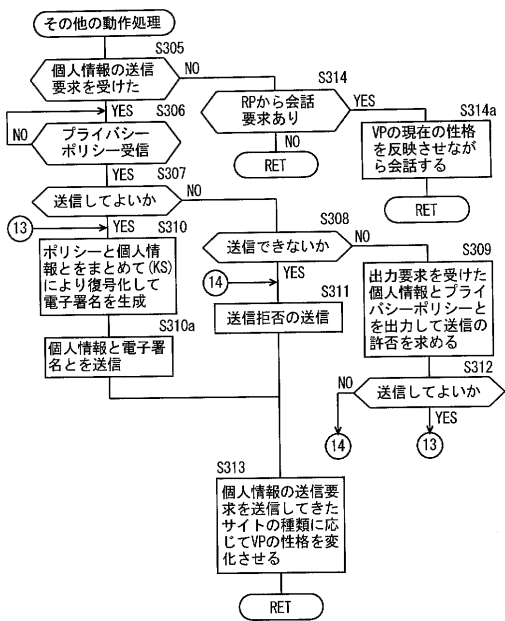 その他の動作処理
S305
個人情報の送信
要求を受けた
NO
YES
S306
プライバシー
ポリシー受信
NO
YES
S307
送信してよいか
NO
YES
13
S310
ポリシーと個人情
報とをまとめて(KS)
により復号化して
電子署名を生成
S310a
個人情報と電子署
名とを送信
S314
RPから会話
要求あり
YES
NO
RET
S314a
VPの現在の性格
を反映させなが
ら会話する
RET
S308
送信できないか
NO
YES
14
S311
送信拒否の送信
S309
出力要求を受けた
個人情報とプライ
バシーポリシーと
を出力して送信の
許否を求める
S312
送信してよいか
NO
YES
14
13
S313
個人情報の送信要
求を送信してきた
サイトの種類に応
じてVPの性格を変
化させる
RET